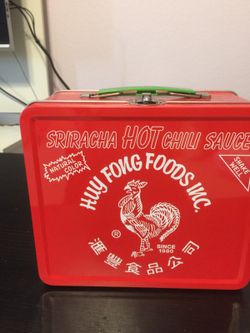 SRIRACHA HOT CHILI SAUCE
NATURAL
COLOR
SHAKE
WELL
HUY FONG FOODS INC.
®
SINCE
1980
滙豐食品公司